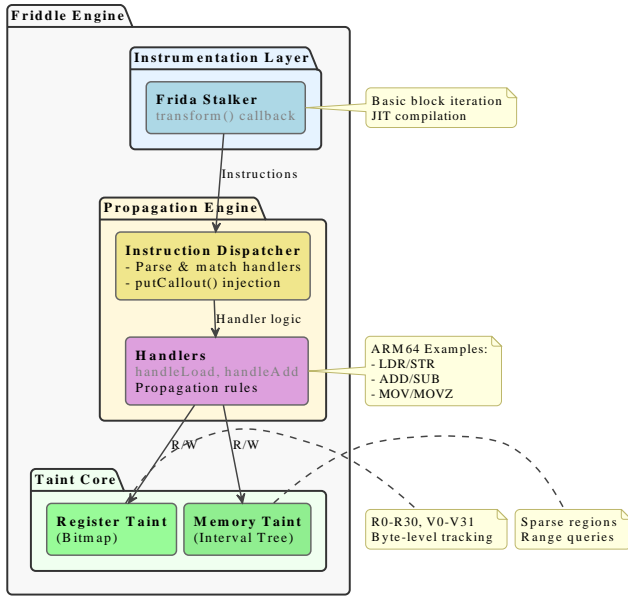 Friddle Engine
Instrumentation Layer
Frida Stalker
transform() callback
Basic block iteration
JIT compilation
Instructions
Propagation Engine
Instruction Dispatcher
- Parse & match handlers
- putCallout() injection
Handler logic
Handlers
handleLoad, handleAdd
Propagation rules
ARM64 Examples:
- LDR/STR
- ADD/SUB
- MOV/MOVZ
R/W
R/W
Taint Core
Register Taint
(Bitmap)
Memory Taint
(Interval Tree)
R0-R30, V0-V31
Byte-level tracking
Sparse regions
Range queries